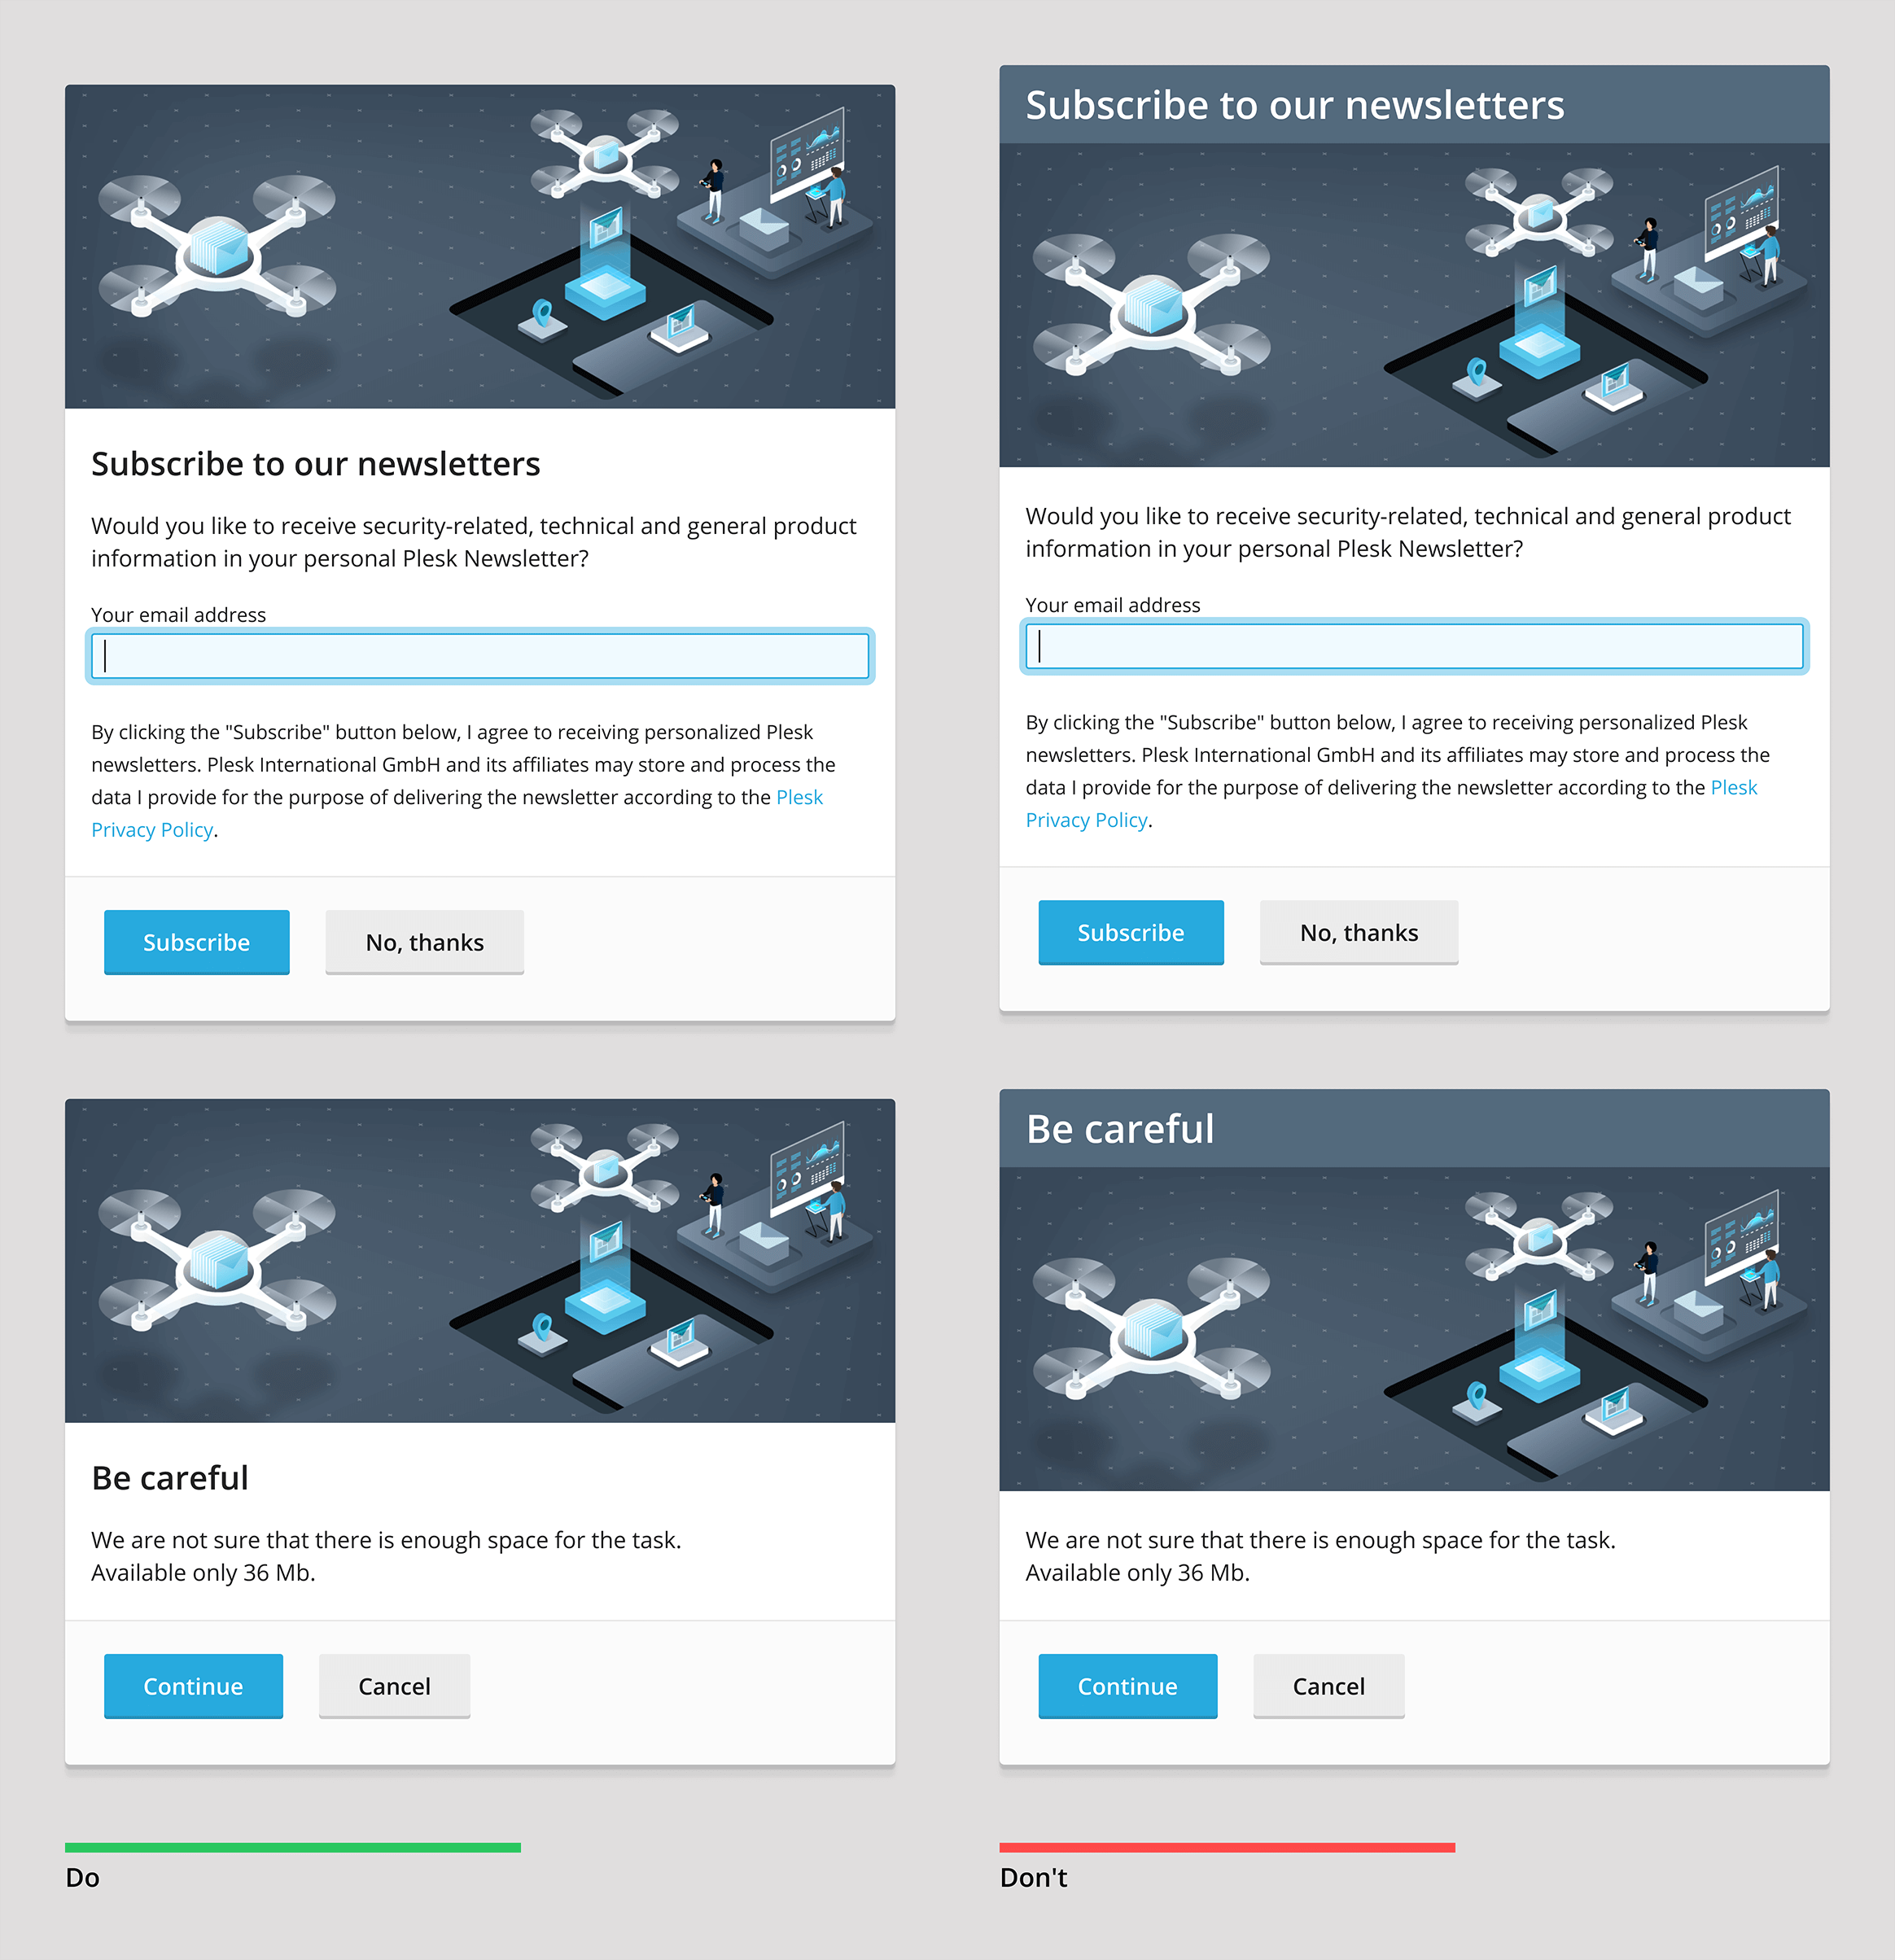 Subscribe to our newsletters
Would you like to receive security-related, technical and general product
information in your personal Plesk Newsletter?
Your email address
By clicking the "Subscribe" button below, I agree to receiving personalized Plesk
newsletters. Plesk International GmbH and its affiliates may store and process the
data I provide for the purpose of delivering the newsletter according to the Plesk
Privacy Policy.
Subscribe
No, thanks
Subscribe to our newsletters
Would you like to receive security-related, technical and general product
information in your personal Plesk Newsletter?
Your email address
By clicking the "Subscribe" button below, I agree to receiving personalized Plesk
newsletters. Plesk International GmbH and its affiliates may store and process the
data I provide for the purpose of delivering the newsletter according to the Plesk
Privacy Policy.
Subscribe
No, thanks
Be careful
We are not sure that there is enough space for the task.
Available only 36 Mb.
Continue
Cancel
Be careful
We are not sure that there is enough space for the task.
Available only 36 Mb.
Continue
Cancel
Do
Don't